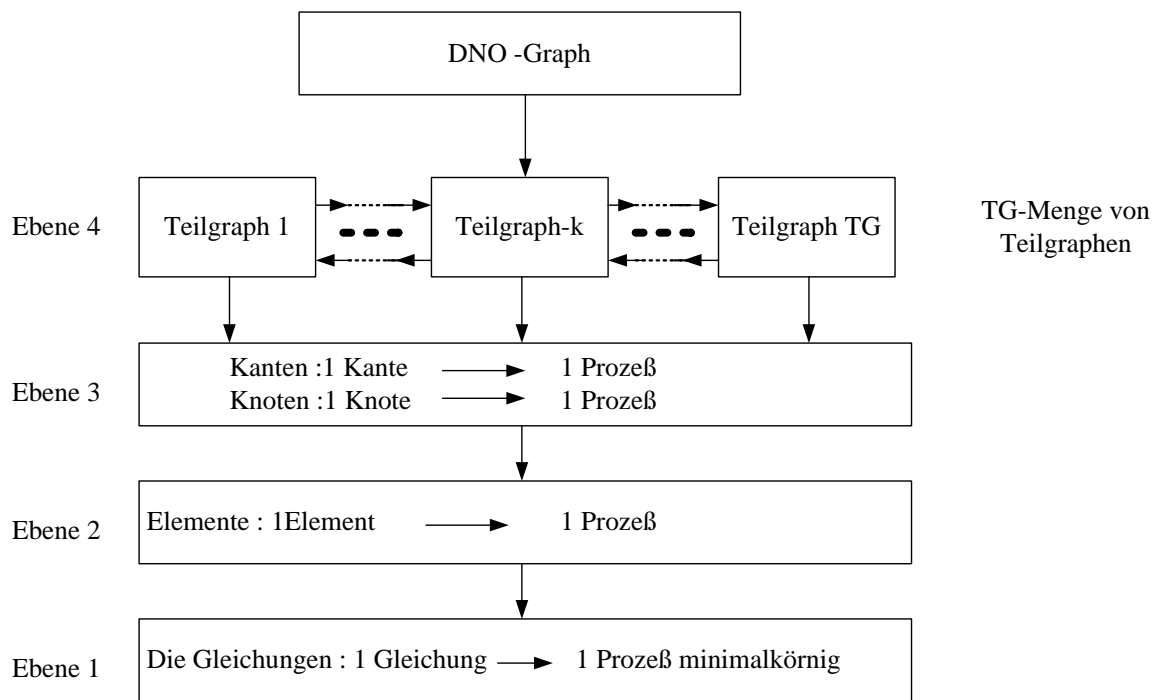 DNO -Graph
Ebene 4
Teilgraph 1
Teilgraph-k
Teilgraph TG
TG-Menge von
Teilgraphen
Ebene 3
Kanten :1 Kante 1 Prozeß
Knoten :1 Knote 1 Prozeß
Ebene 2
Elemente : 1Element 1 Prozeß
Ebene 1
Die Gleichungen : 1 Gleichung 1 Prozeß minimalkörnig